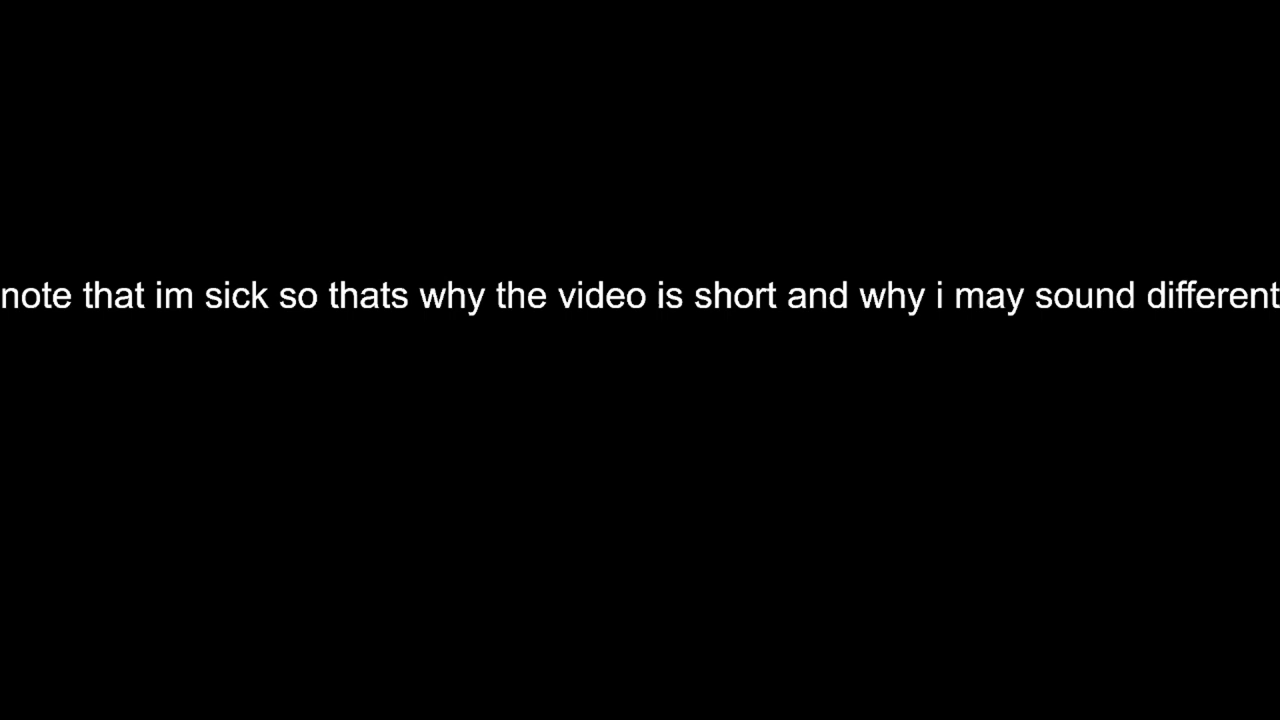 note that im sick so thats why the video is short and why i may sound different